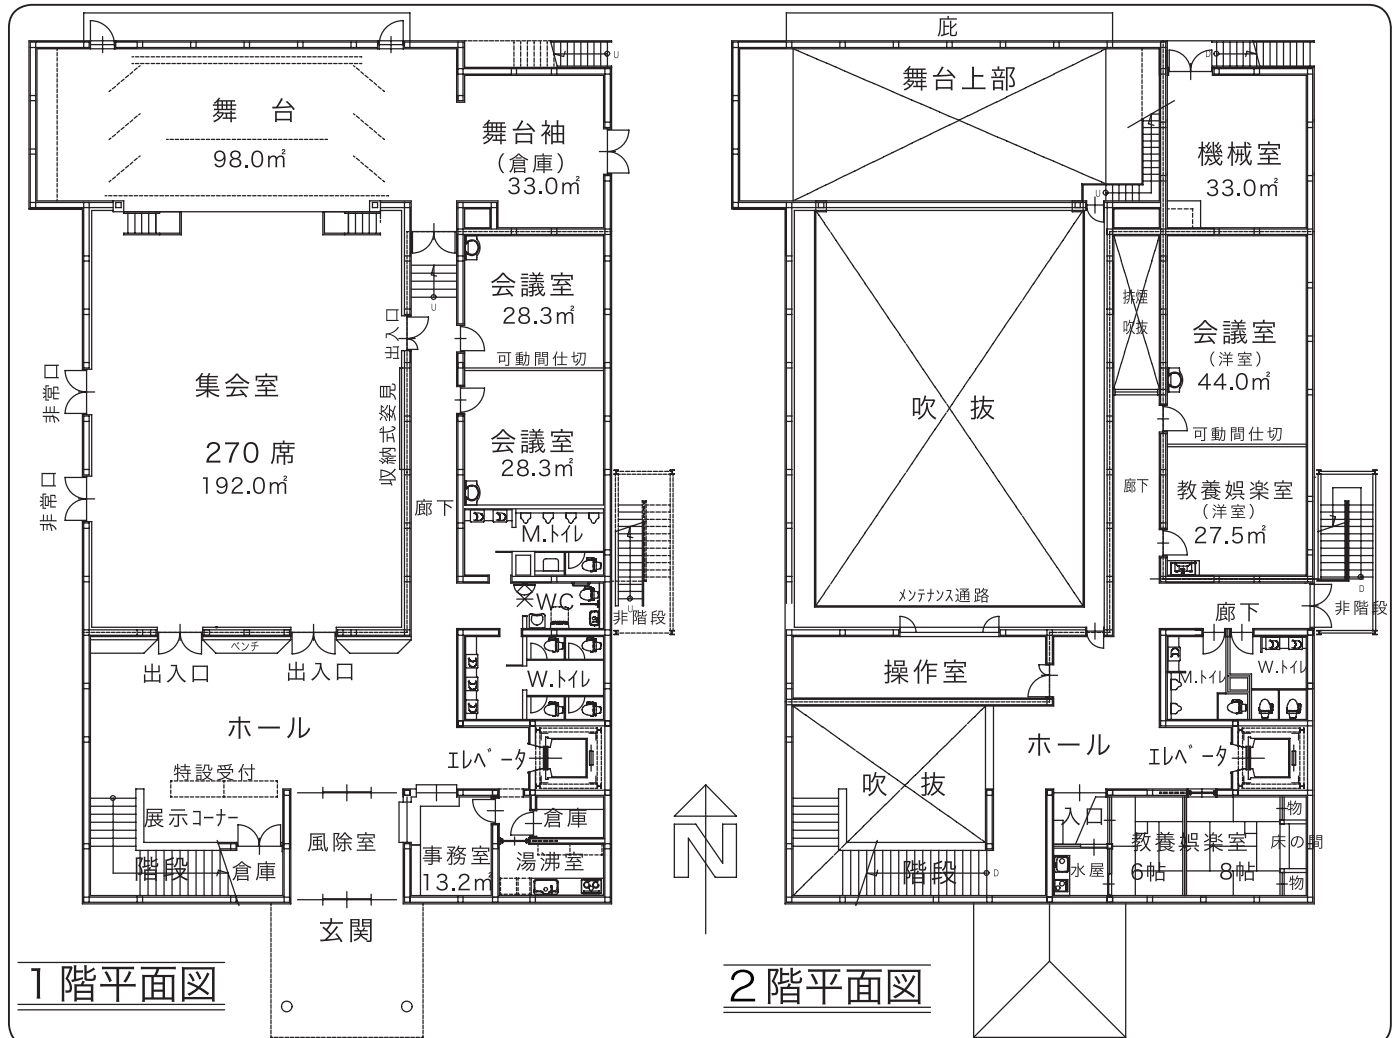 舞 台
98.0㎡
舞台袖
(倉庫)
33.0㎡
U
会議室
28.3㎡
可動間仕切
会議室
28.3㎡
U
出入口
収納式姿見
集会室
270 席
192.0㎡
非常口
非常口
廊下
M.トイレ
WC
U
非階段
W.トイレ
ベンチ
出入口
出入口
ホール
エレベータ
特設受付
展示コーナー
階段
倉庫
風除室
事務室
13.2㎡
倉庫
湯沸室
玄関
1階平面図
N
庇
舞台上部
D
機械室
33.0㎡
U
排煙
吹抜
会議室
(洋室)
44.0㎡
可動間仕切
教養娯楽室
(洋室)
27.5㎡
吹 抜
廊下
メンテナンス通路
廊下
D
非階段
操作室
M.トイレ
W.トイレ
ホール
エレベータ
吹 抜
階段
D
入口
水屋
教養娯楽室
6帖
8帖
床の間
物
物
2階平面図